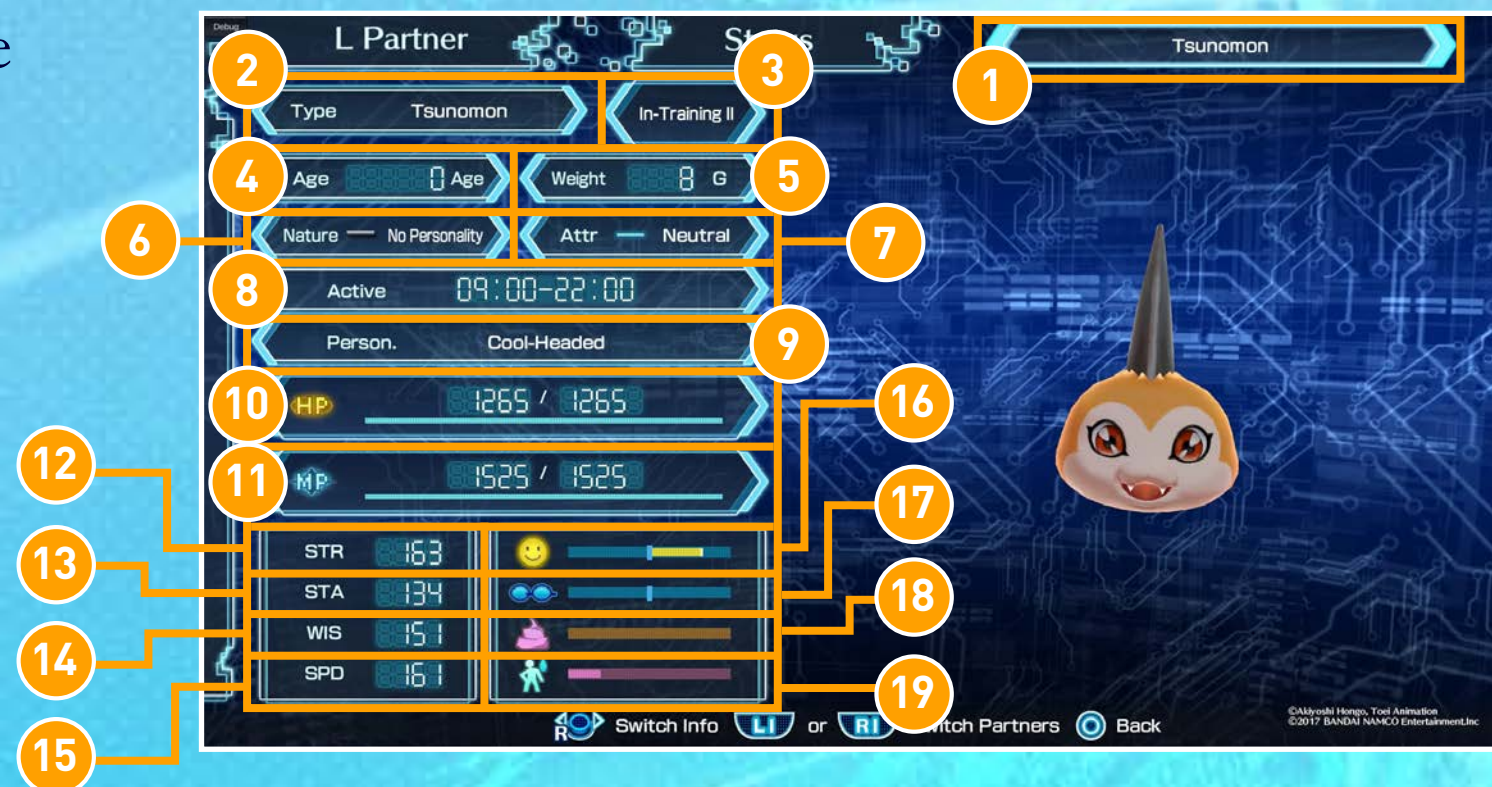 e
Debug
L Partner
Tsunomon
1
2
3
Type Tsunomon
In-Training II
4
Age 0 Age
Weight 8 G
5
6
Nature — No Personality
Attr — Neutral
7
8
Active 09:00-22:00
Person. Cool-Headed
9
10
HP 1265 / 1265
16
11
MP 1525 / 1525
12
STR 163
17
13
STA 134
18
14
WIS 151
15
SPD 161
19
R Switch Info L1 or R1 Partners Back
©Akiyoshi Hongo, Toei Animation
©2017 BANDAI NAMCO Entertainment.Inc